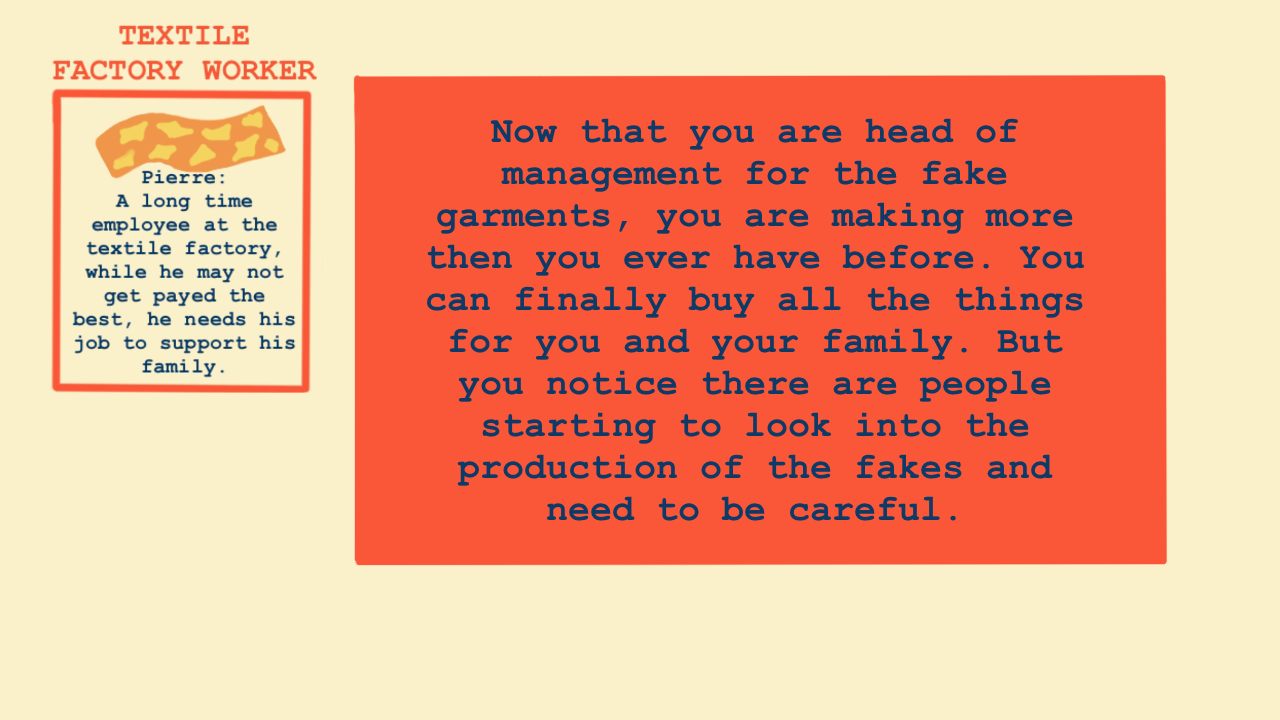 TEXTILE
FACTORY WORKER
Pierre:
A long time
employee at the
textile factory,
while he may not
get payed the
best, he needs his
job to support his
family.
Now that you are head of
management for the fake
garments, you are making more
then you ever have before. You
can finally buy all the things
for you and your family. But
you notice there are people
starting to look into the
production of the fakes and
need to be careful.